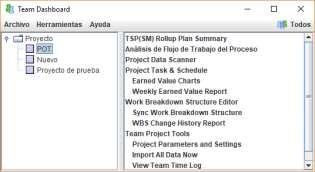 Team Dashboard
Archivo Herramientas Ayuda Todos
Proyecto
POT
Nuevo
Proyecto de prueba
TSP(SM) Rollup Plan Summary
Análisis de Flujo de Trabajo del Proceso
Project Data Scanner
Project Task & Schedule
Earned Value Charts
Weekly Earned Value Report
Work Breakdown Structure Editor
Sync Work Breakdown Structure
WBS Change History Report
Team Project Tools
Project Parameters and Settings
Import All Data Now
View Team Time Log